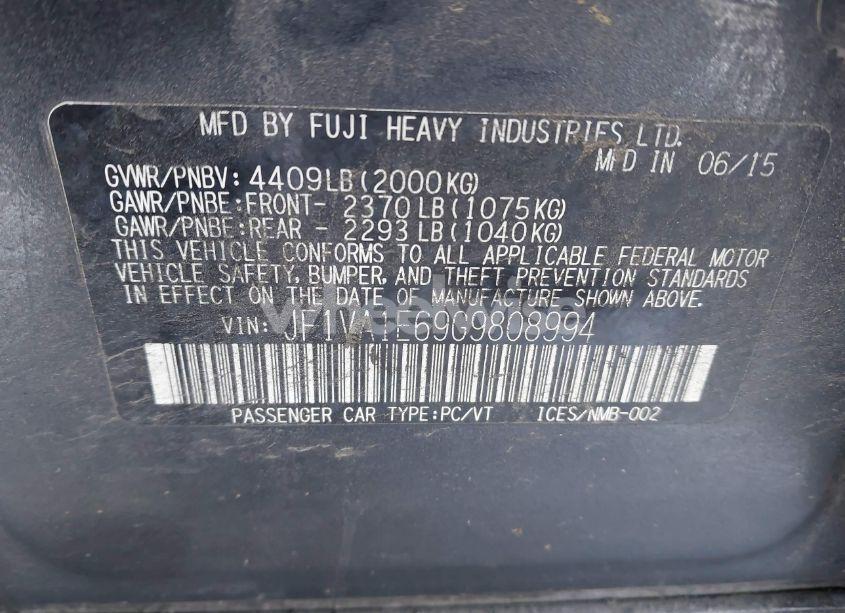 MFD BY FUJI HEAVY INDUSTRIES LTD.
MFD IN 06/15
GVWR/PNBV: 4409LB(2000KG)
GAWR/PNBE:FRONT- 2370LB(1075KG)
GAWR/PNBE:REAR - 2293LB(1040KG)
THIS VEHICLE CONFORMS TO ALL APPLICABLE FEDERAL MOTOR
VEHICLE SAFETY, BUMPER, AND THEFT PREVENTION STANDARDS
IN EFFECT ON THE DATE OF MANUFACTURE SHOWN ABOVE.
VIN: JF1VA1E69G9808994
PASSENGER CAR TYPE:PC/VT ICES/NMB-002